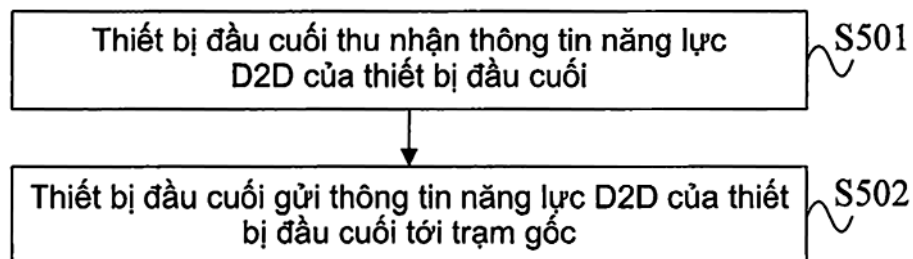 Thiết bị đầu cuối thu nhận thông tin năng lực
D2D của thiết bị đầu cuối
S501
Thiết bị đầu cuối gửi thông tin năng lực D2D của thiết
bị đầu cuối tới trạm gốc
S502